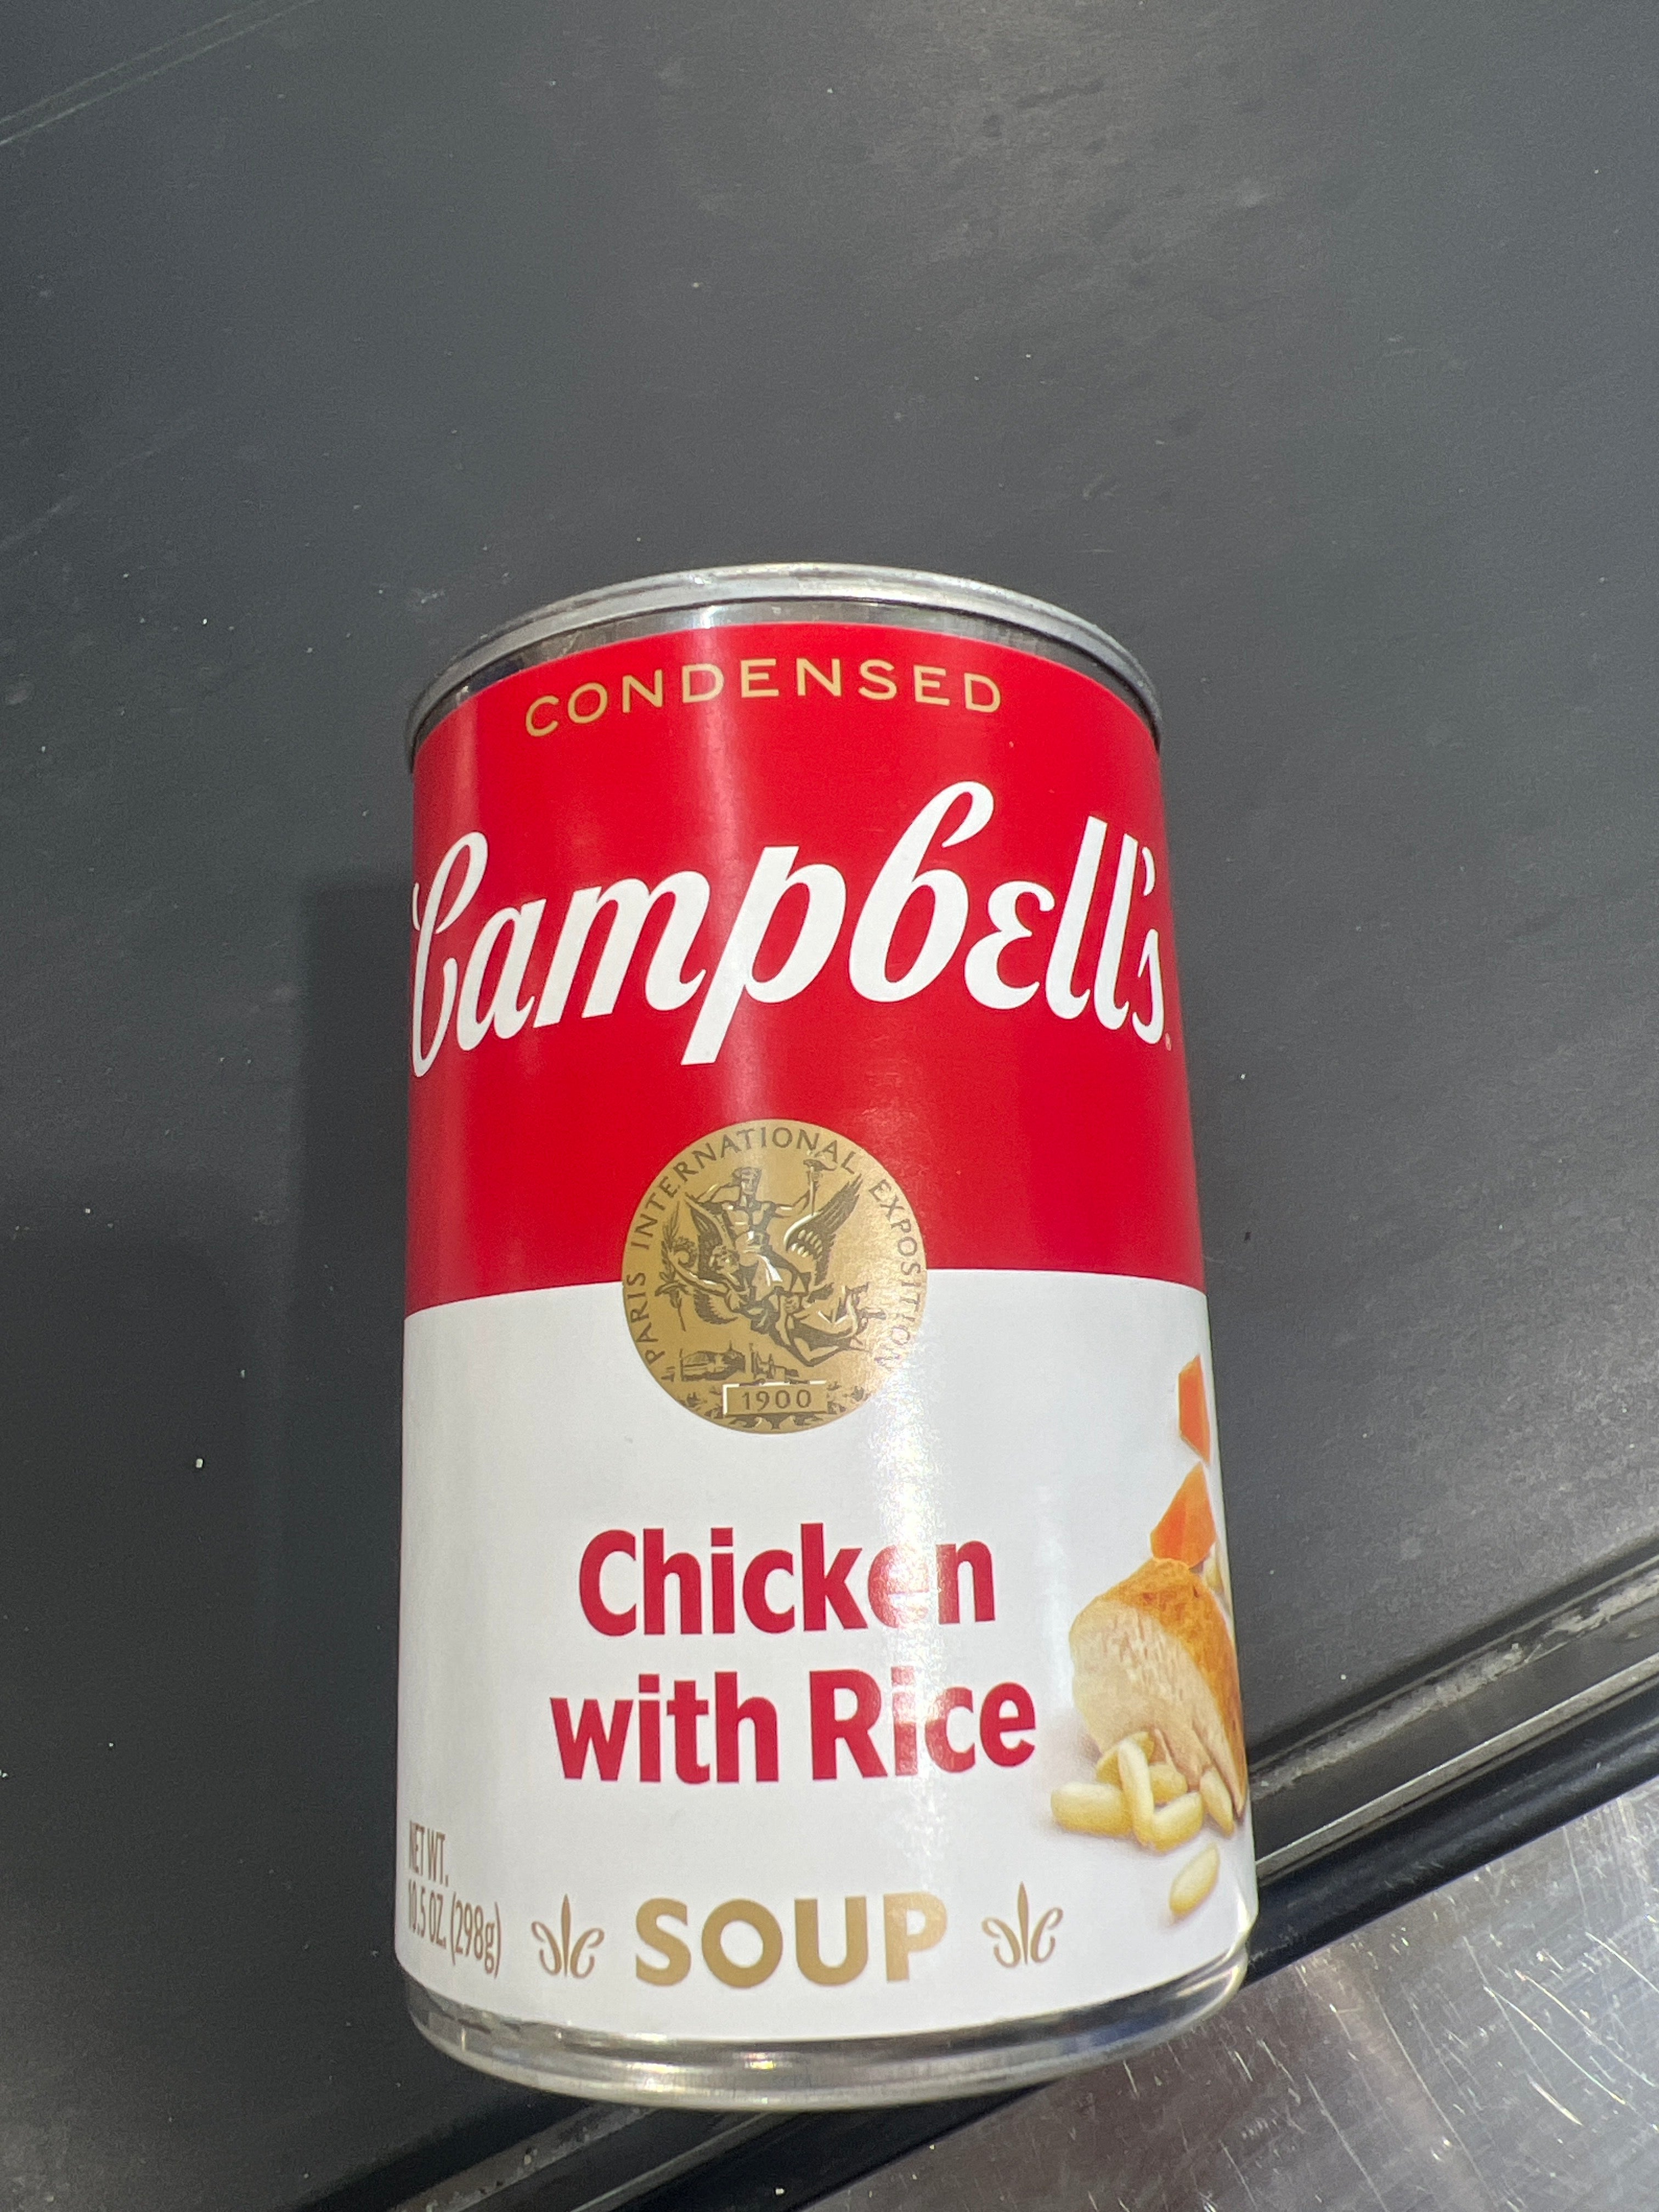 CONDENSED
Campbell's
PARIS INTERNATIONAL EXPOSITION
1900
Chicken
with Rice
NET WT.
10.5 OZ. (298g)
SOUP